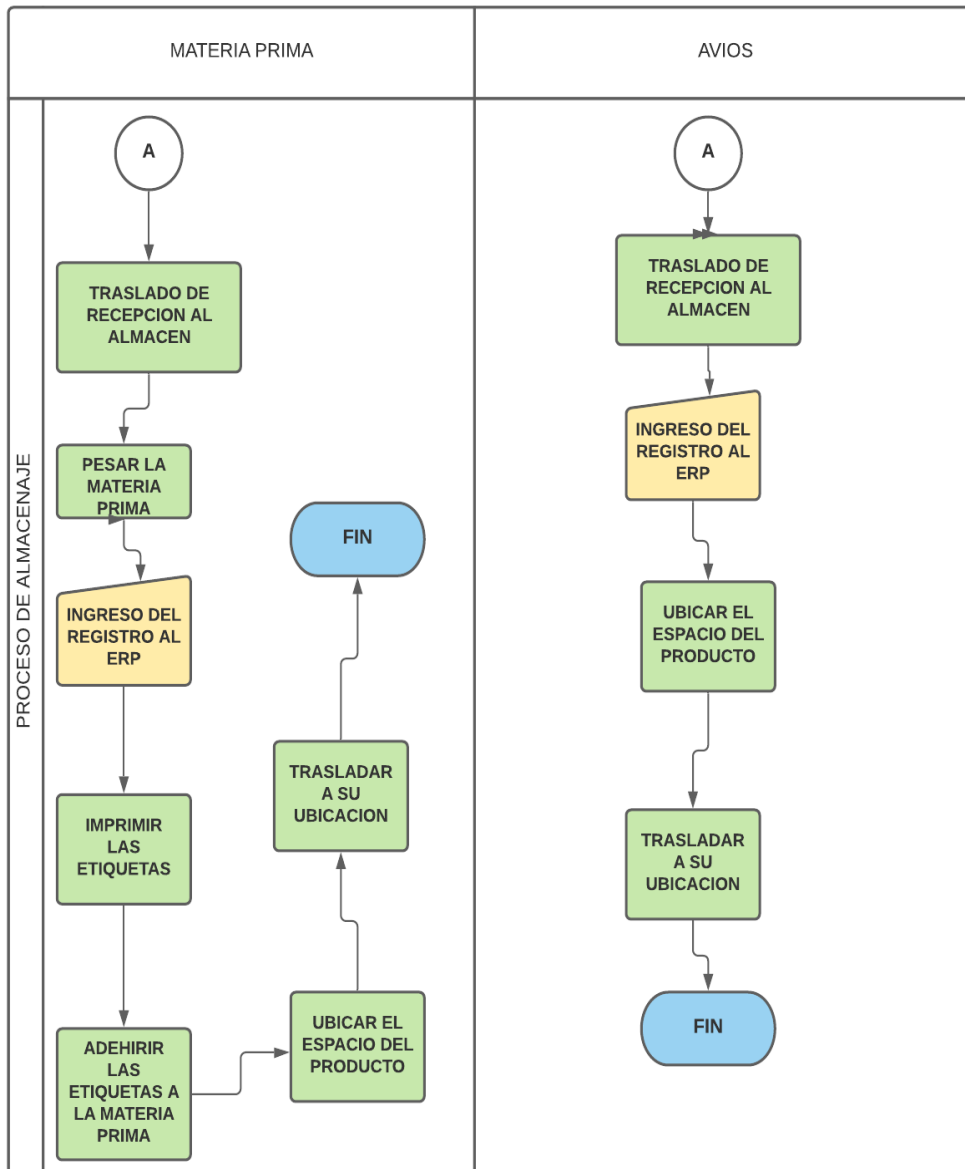 MATERIA PRIMA
AVIOS
PROCESO DE ALMACENAJE
A
TRASLADO DE
RECEPCION AL
ALMACEN
PESAR LA
MATERIA
PRIMA
INGRESO DEL
REGISTRO AL
ERP
IMPRIMIR
LAS
ETIQUETAS
ADEHIRIR
LAS
ETIQUETAS A
LA MATERIA
PRIMA
UBICAR EL
ESPACIO DEL
PRODUCTO
TRASLADAR
A SU
UBICACION
FIN
A
TRASLADO DE
RECEPCION AL
ALMACEN
INGRESO DEL
REGISTRO AL
ERP
UBICAR EL
ESPACIO DEL
PRODUCTO
TRASLADAR
A SU
UBICACION
FIN